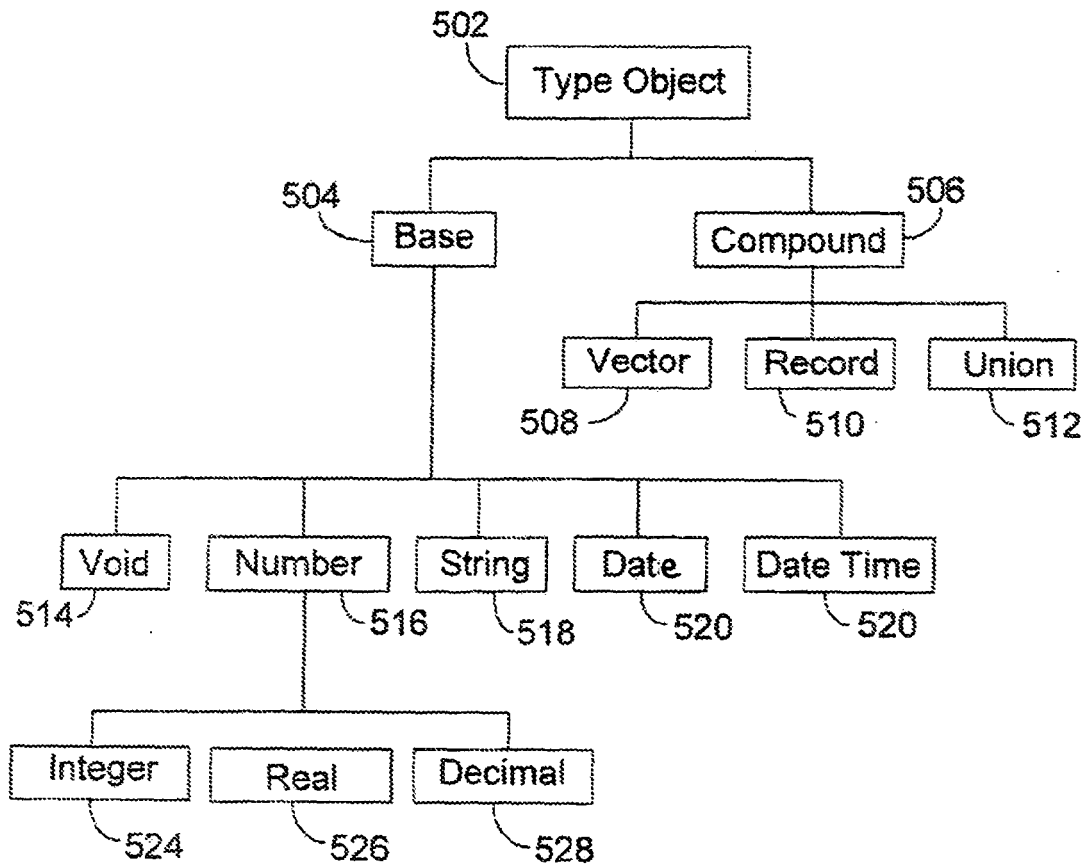 502
Type Object
504
506
Base
Compound
Vector
Record
Union
508
510
512
Void
Number
String
Date
Date Time
514
516
518
520
520
Integer
Real
Decimal
524
526
528